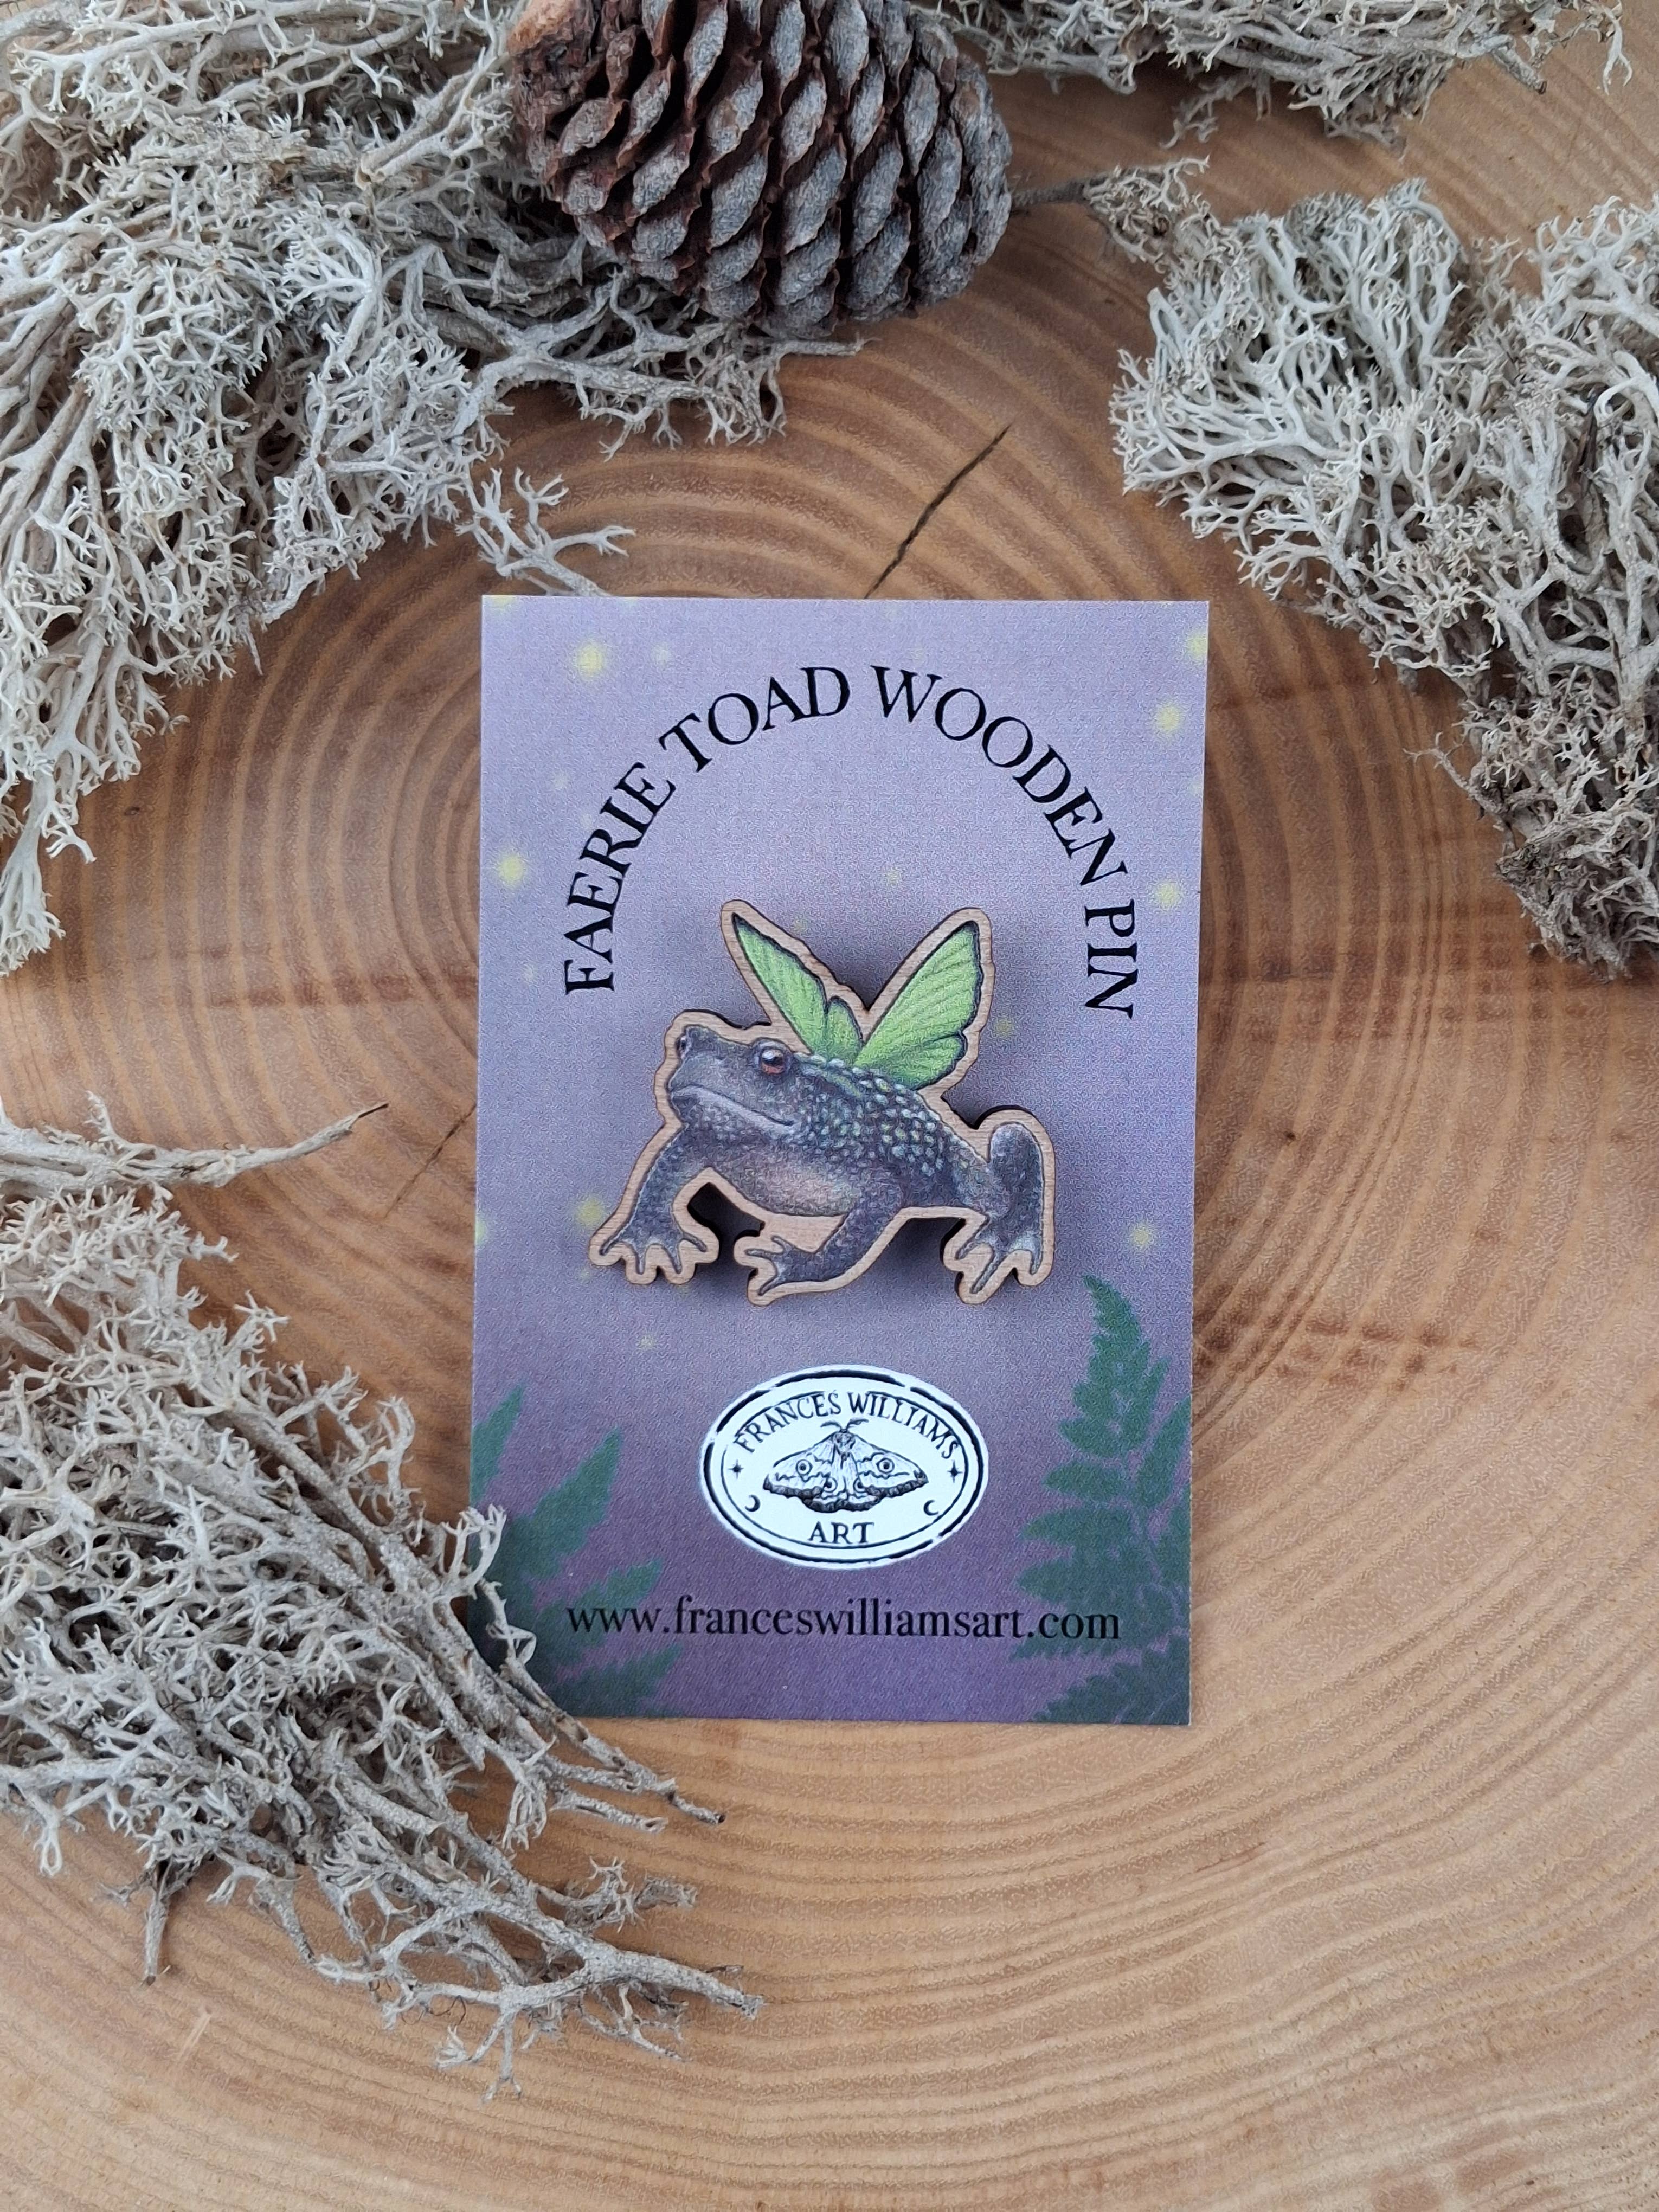 FAERIE TOAD WOODEN PIN
FRANCES WILLIAMS
ART
www.franceswilliamsart.com